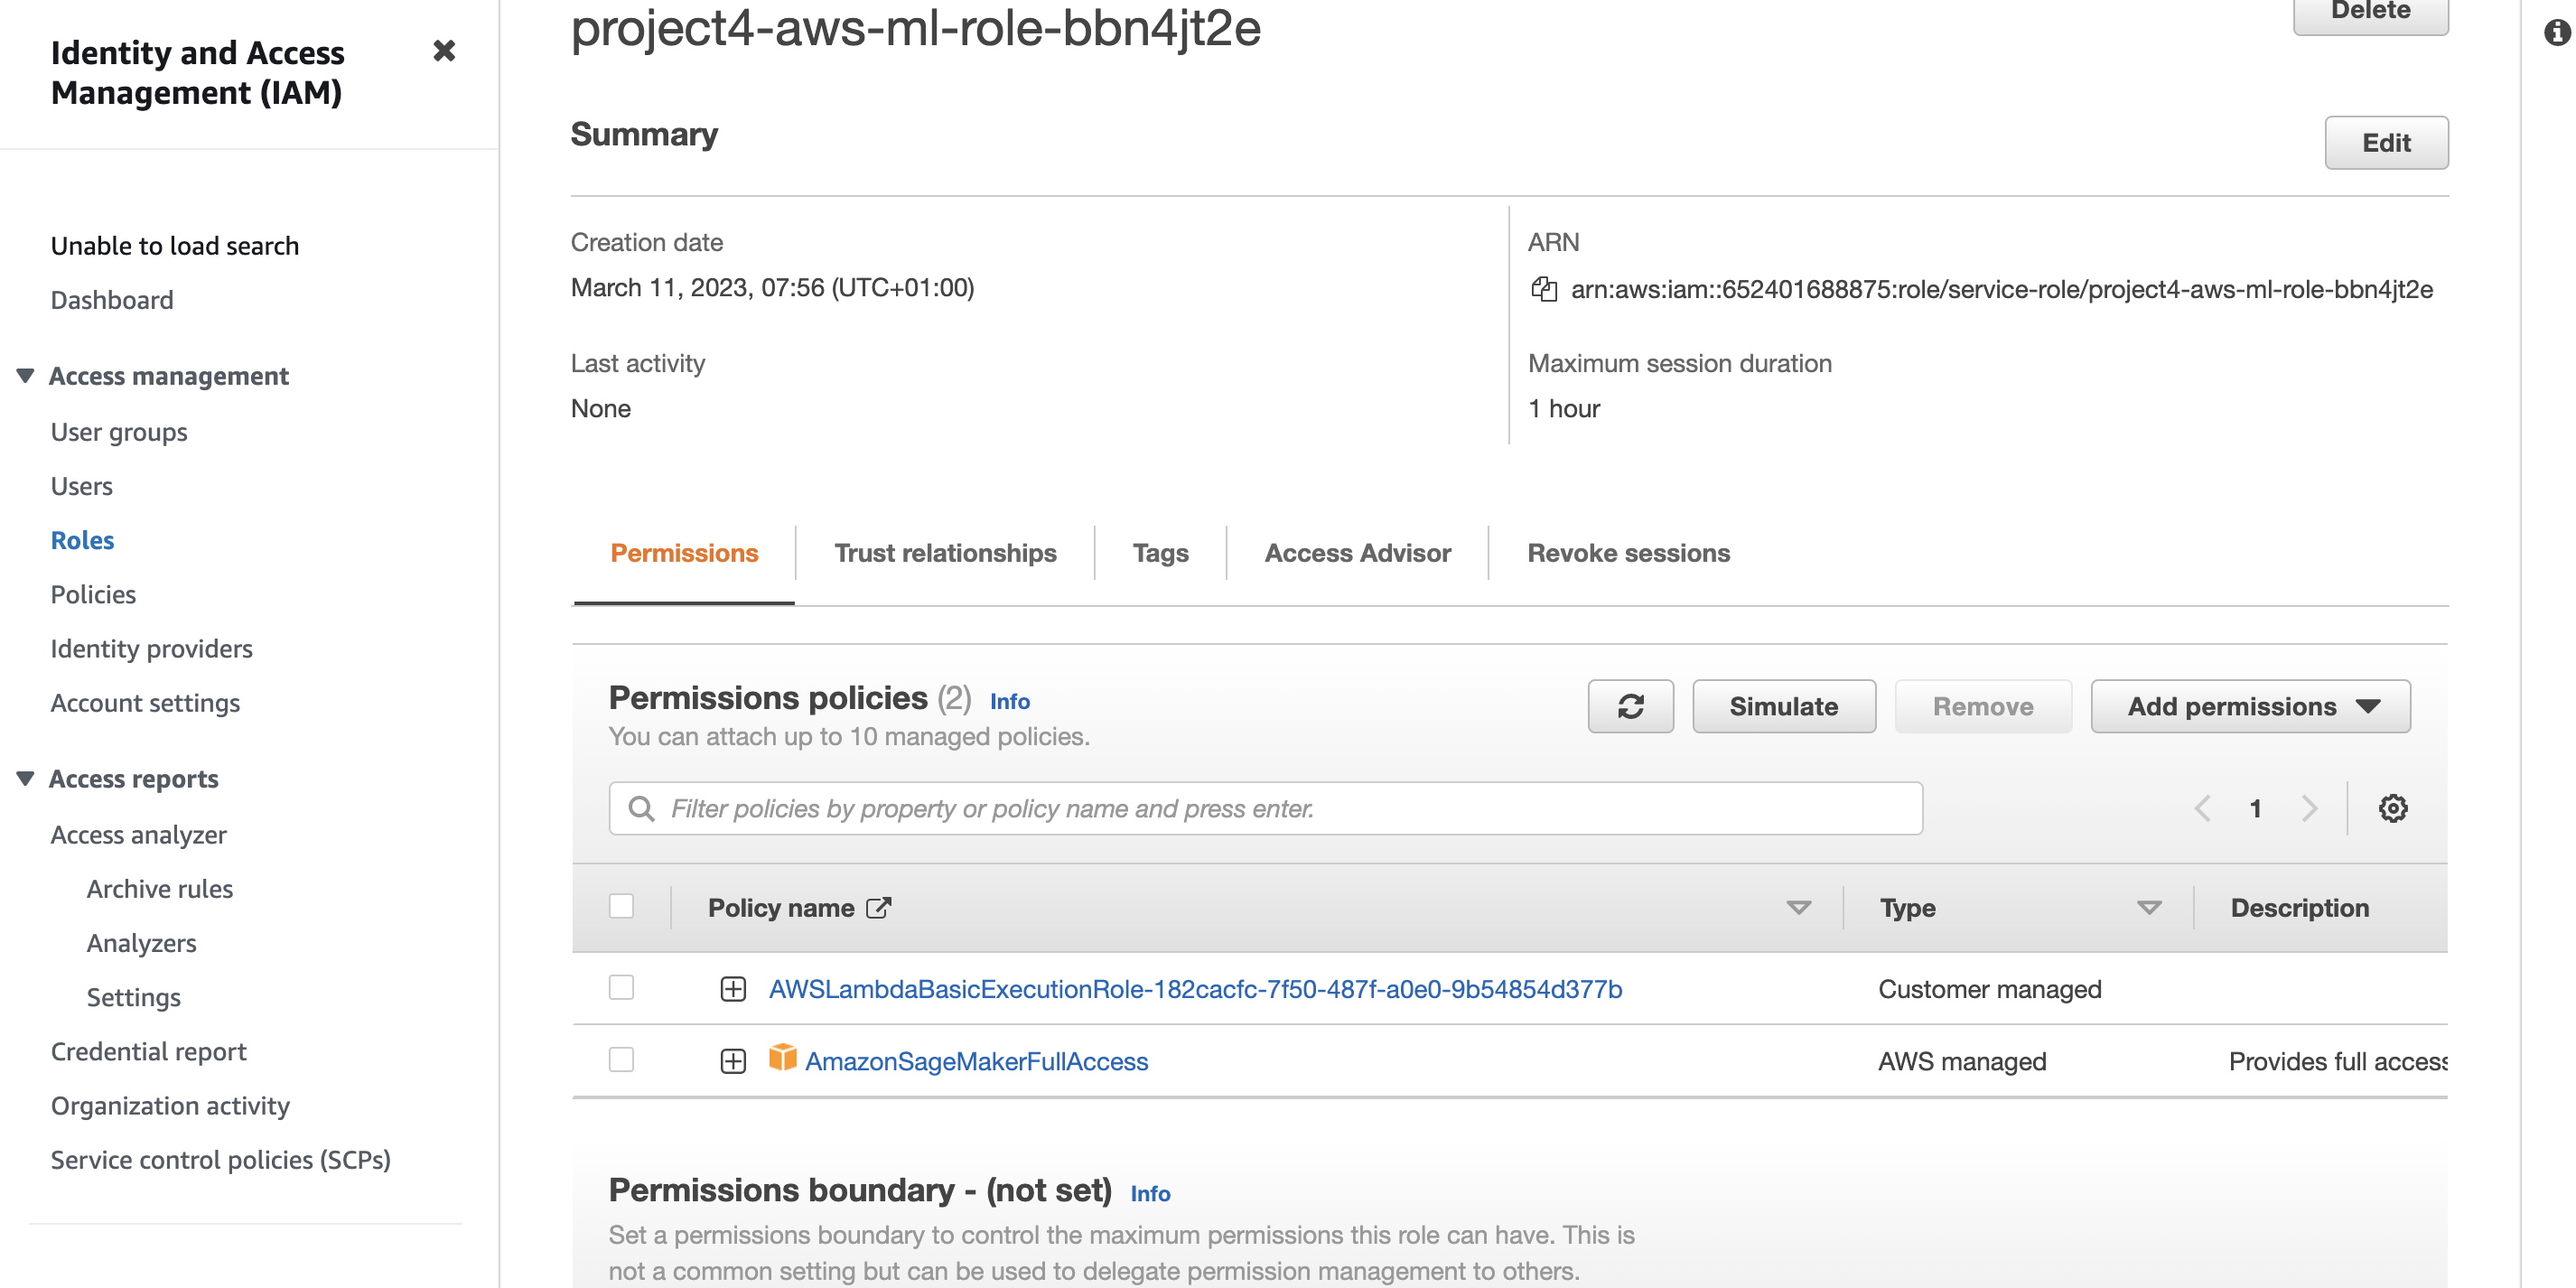 Identity and Access
Management (IAM)
Unable to load search
Dashboard
Access management
User groups
Users
Roles
Policies
Identity providers
Account settings
Access reports
Access analyzer
Archive rules
Analyzers
Settings
Credential report
Organization activity
Service control policies (SCPs)
project4-aws-ml-role-bbn4jt2e
Delete
Summary
Edit
Creation date
March 11, 2023, 07:56 (UTC+01:00)
ARN
arn:aws:iam::652401688875:role/service-role/project4-aws-ml-role-bbn4jt2e
Last activity
None
Maximum session duration
1 hour
Permissions
Trust relationships
Tags
Access Advisor
Revoke sessions
Permissions policies (2) Info
You can attach up to 10 managed policies.
Simulate
Remove
Add permissions
Filter policies by property or policy name and press enter.
1
Policy name
Type
Description
AWSLambdaBasicExecutionRole-182cacfc-7f50-487f-a0e0-9b54854d377b
Customer managed
AmazonSageMakerFullAccess
AWS managed
Provides full access
Permissions boundary - (not set) Info
Set a permissions boundary to control the maximum permissions this role can have. This is
not a common setting but can be used to delegate permission management to others.